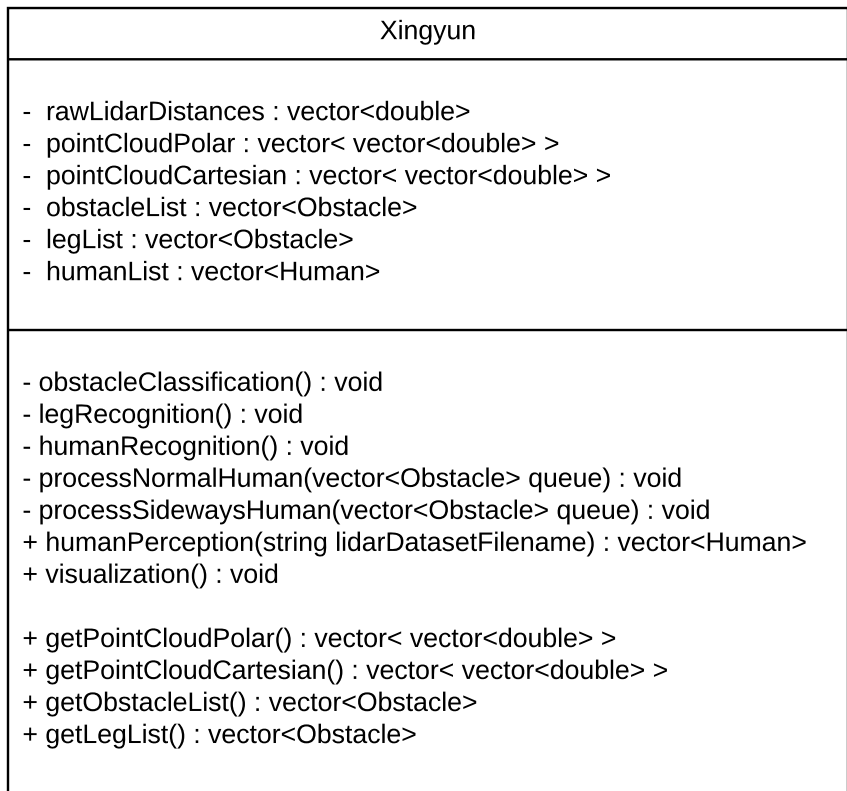 Xingyun
- rawLidarDistances : vector<double>
- pointCloudPolar : vector< vector<double> >
- pointCloudCartesian : vector< vector<double> >
- obstacleList : vector<Obstacle>
- legList : vector<Obstacle>
- humanList : vector<Human>
- obstacleClassification() : void
- legRecognition() : void
- humanRecognition() : void
- processNormalHuman(vector<Obstacle> queue) : void
- processSidewaysHuman(vector<Obstacle> queue) : void
+ humanPerception(string lidarDatasetFilename) : vector<Human>
+ visualization() : void
+ getPointCloudPolar() : vector< vector<double> >
+ getPointCloudCartesian() : vector< vector<double> >
+ getObstacleList() : vector<Obstacle>
+ getLegList() : vector<Obstacle>